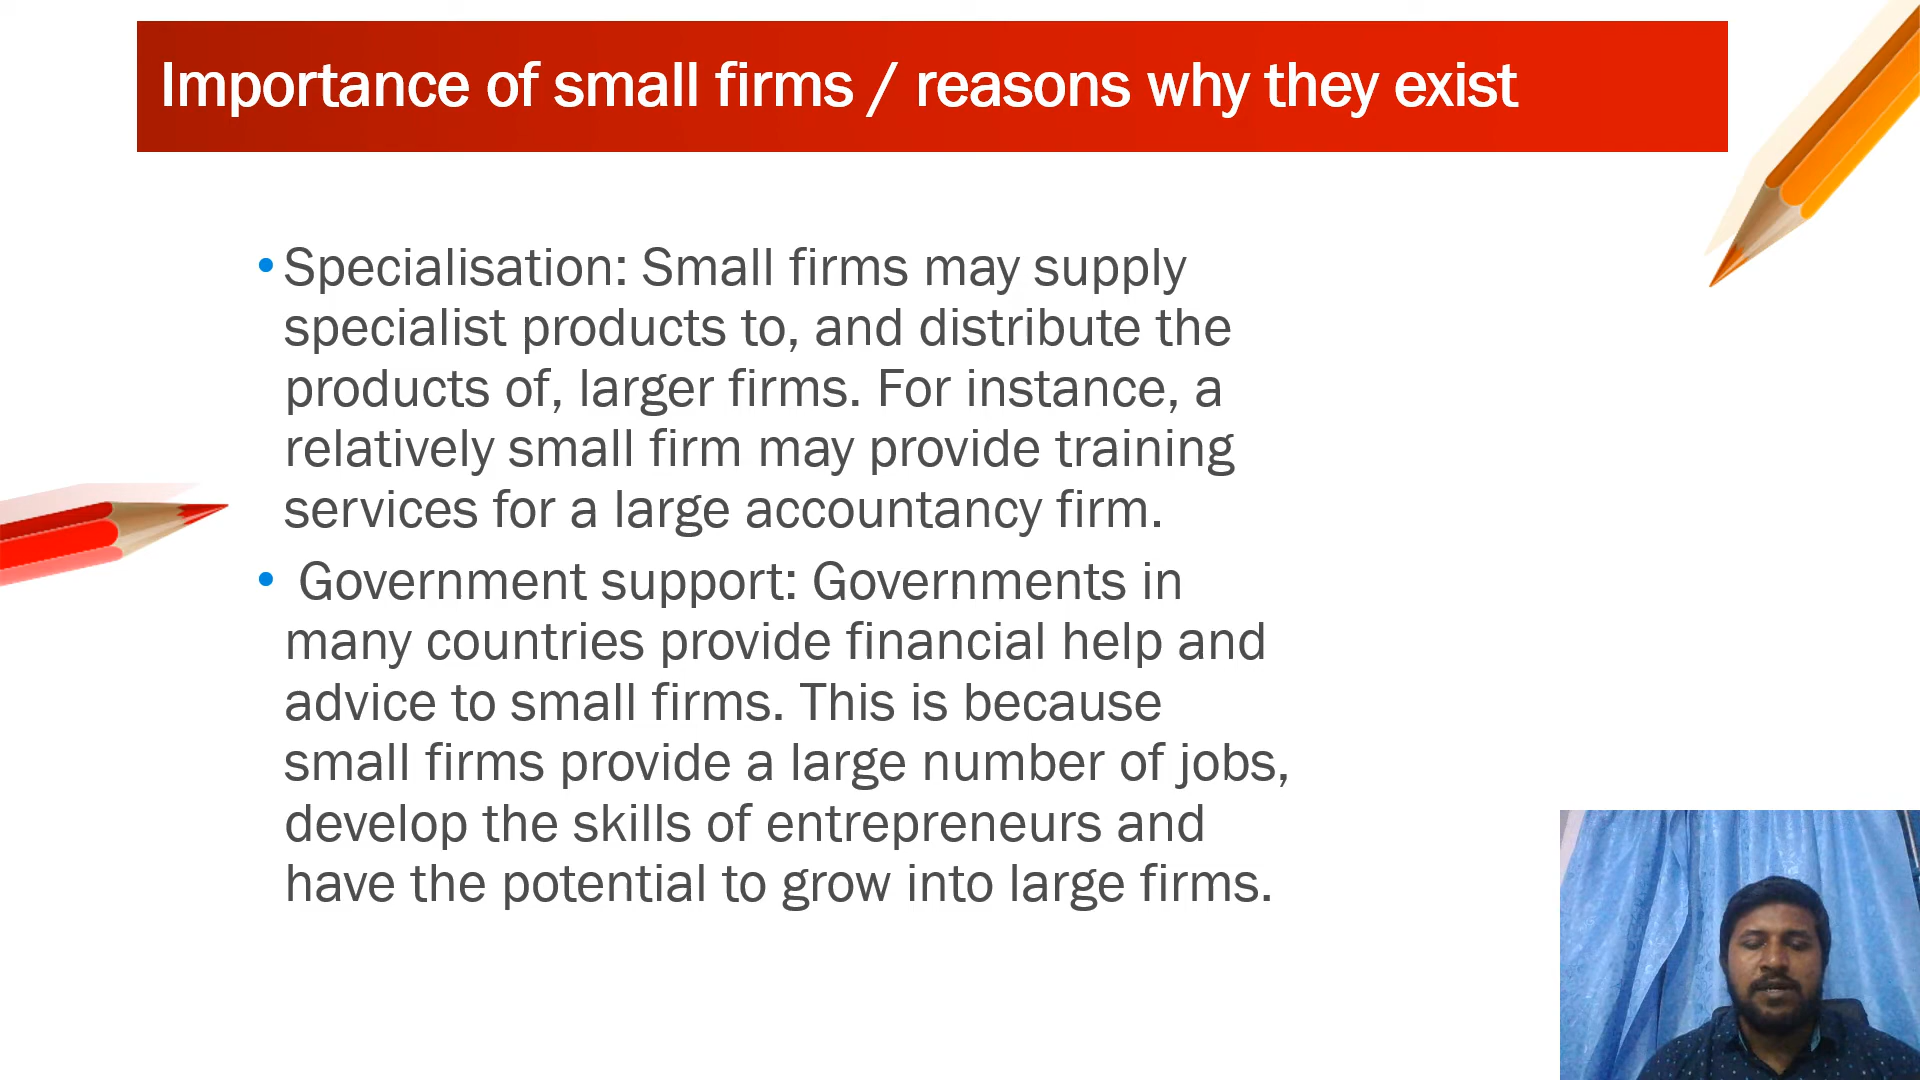 Importance of small firms / reasons why they exist
• Specialisation: Small firms may supply
specialist products to, and distribute the
products of, larger firms. For instance, a
relatively small firm may provide training
services for a large accountancy firm.
• Government support: Governments in
many countries provide financial help and
advice to small firms. This is because
small firms provide a large number of jobs,
develop the skills of entrepreneurs and
have the potential to grow into large firms.